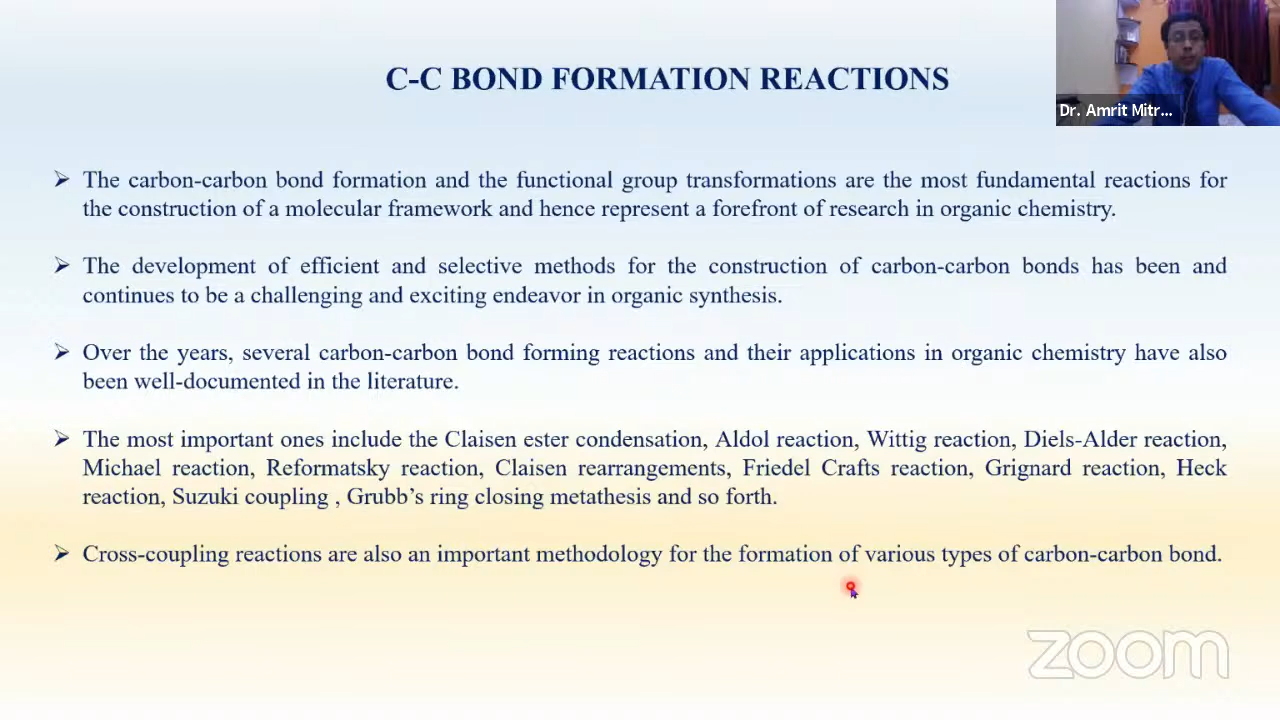 C-C BOND FORMATION REACTIONS
Dr. Amrit Mitr...
➢ The carbon-carbon bond formation and the functional group transformations are the most fundamental reactions for
the construction of a molecular framework and hence represent a forefront of research in organic chemistry.
➢ The development of efficient and selective methods for the construction of carbon-carbon bonds has been and
continues to be a challenging and exciting endeavor in organic synthesis.
➢ Over the years, several carbon-carbon bond forming reactions and their applications in organic chemistry have also
been well-documented in the literature.
➢ The most important ones include the Claisen ester condensation, Aldol reaction, Wittig reaction, Diels-Alder reaction,
Michael reaction, Reformatsky reaction, Claisen rearrangements, Friedel Crafts reaction, Grignard reaction, Heck
reaction, Suzuki coupling , Grubb’s ring closing metathesis and so forth.
➢ Cross-coupling reactions are also an important methodology for the formation of various types of carbon-carbon bond.
zoom